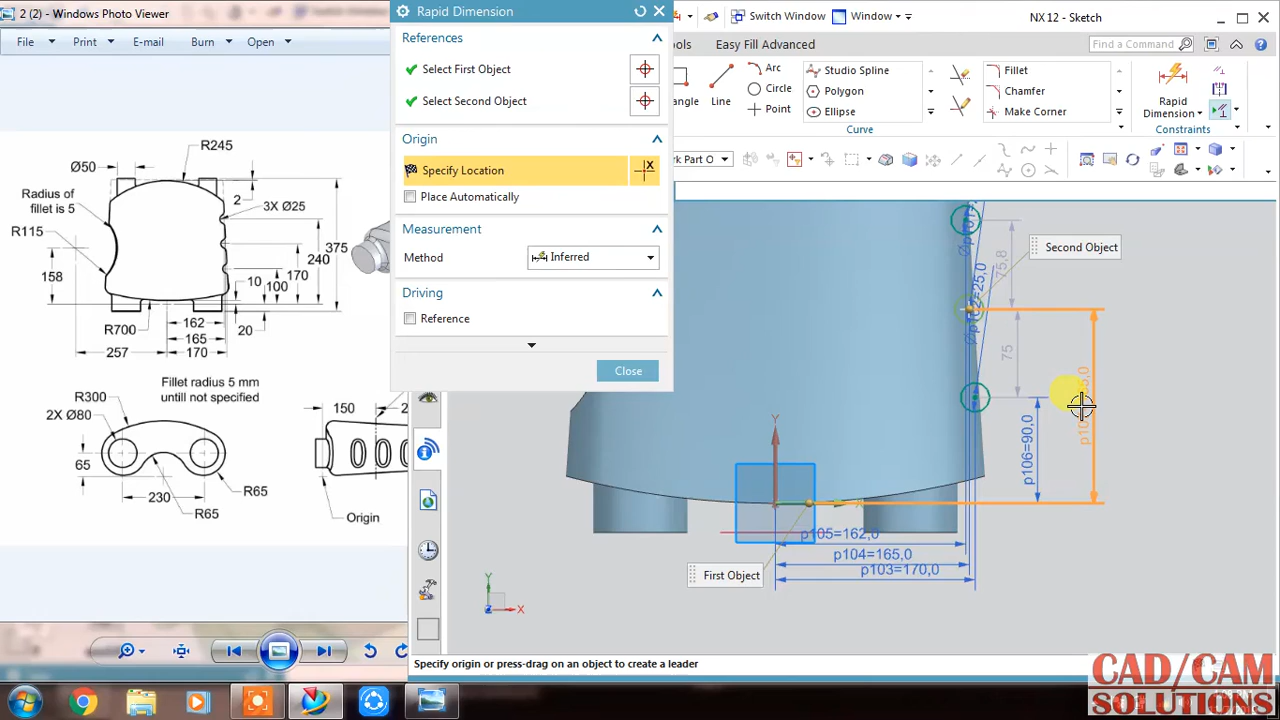 2 (2) - Windows Photo Viewer
File Print E-mail Burn Open
Rapid Dimension
References
Select First Object
Select Second Object
Origin
Specify Location
Place Automatically
Measurement
Method Inferred
Driving
Reference
Close
Switch Window Window
NX 12 - Sketch
Easy Fill Advanced
Find a Command
Line
Arc
Circle
Point
Studio Spline
Polygon
Ellipse
Fillet
Chamfer
Make Corner
Rapid
Dimension
Curve
Constraints
R245
Ø50
Radius of
fillet is 5
2
3X Ø25
R115
375
240
170
158
10
100
R700
162
20
165
257
170
Fillet radius 5 mm
untill not specified
R300
2X Ø80
150
65
230
R65
R65
Origin
Second Object
75,8
75
p106=90,0
p105=162,0
p104=165,0
p103=170,0
First Object
Y
X
Y
Z
X
Specify origin or press-drag on an object to create a leader
CAD/CAM
SOLUTIONS